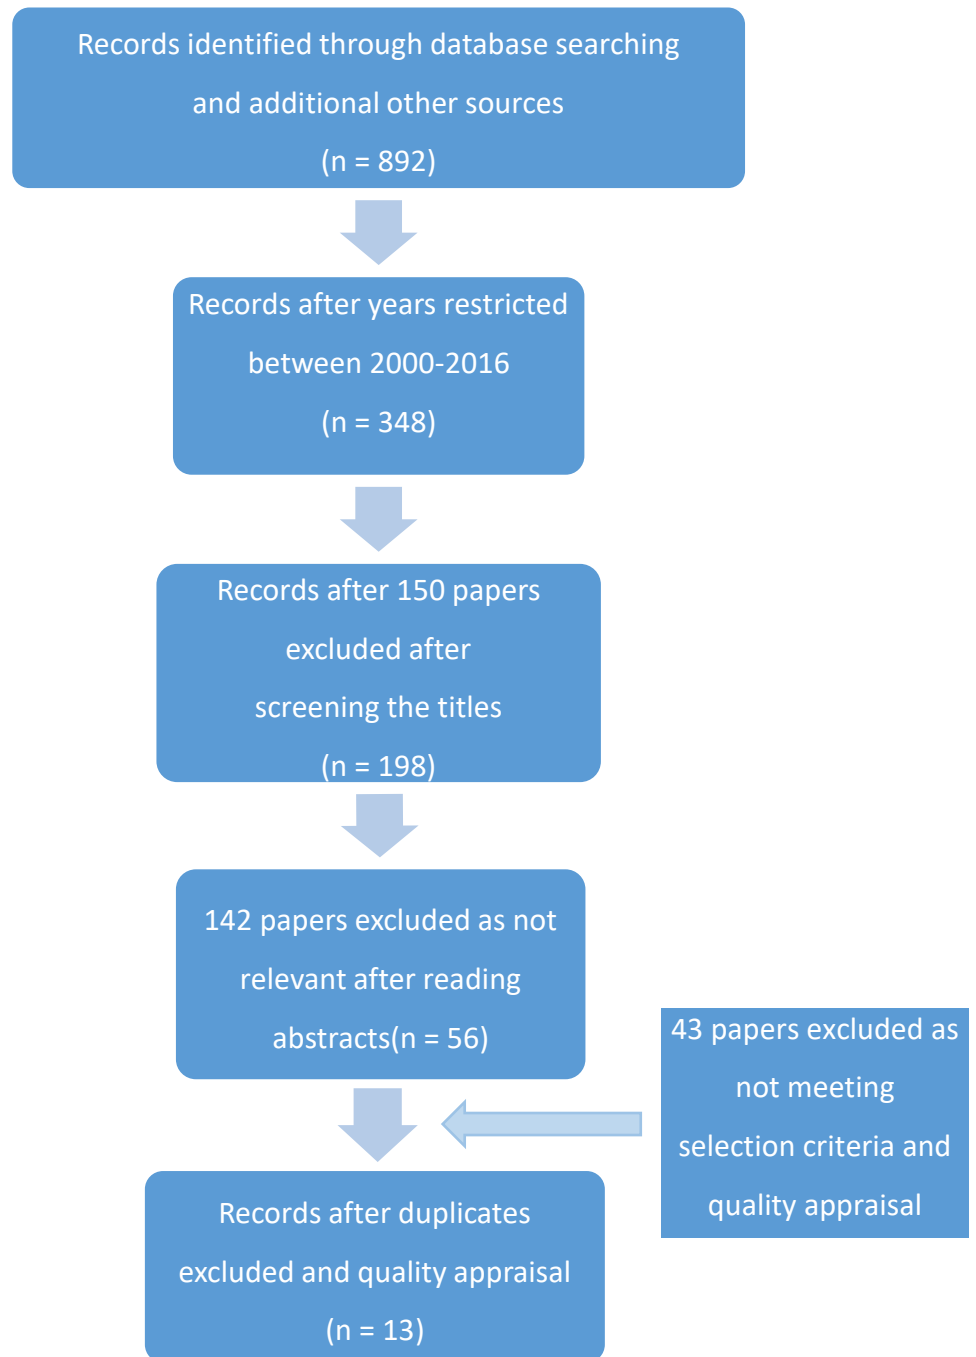 Records identified through database searching
and additional other sources
(n = 892)
Records after years restricted
between 2000-2016
(n = 348)
Records after 150 papers
excluded after
screening the titles
(n = 198)
142 papers excluded as not
relevant after reading
abstracts(n = 56)
43 papers excluded as
not meeting
selection criteria and
quality appraisal
Records after duplicates
excluded and quality appraisal
(n = 13)